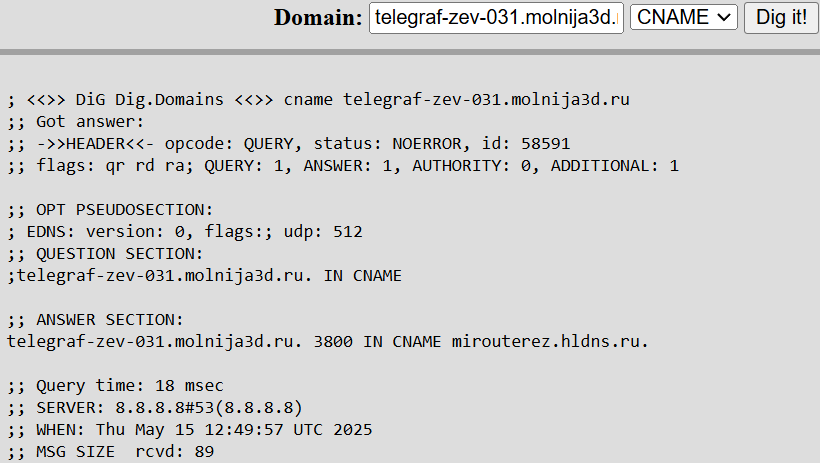 Domain: telegraf-zev-031.molnija3d. CNAME Dig it!
; <<>> DiG Dig.Domains <<>> cname telegraf-zev-031.molnija3d.ru
;; Got answer:
;; ->>HEADER<<- opcode: QUERY, status: NOERROR, id: 58591
;; flags: qr rd ra; QUERY: 1, ANSWER: 1, AUTHORITY: 0, ADDITIONAL: 1
;; OPT PSEUDOSECTION:
; EDNS: version: 0, flags:; udp: 512
;; QUESTION SECTION:
;telegraf-zev-031.molnija3d.ru. IN CNAME
;; ANSWER SECTION:
telegraf-zev-031.molnija3d.ru. 3800 IN CNAME mirouterez.hldns.ru.
;; Query time: 18 msec
;; SERVER: 8.8.8.8#53(8.8.8.8)
;; WHEN: Thu May 15 12:49:57 UTC 2025
;; MSG SIZE  rcvd: 89